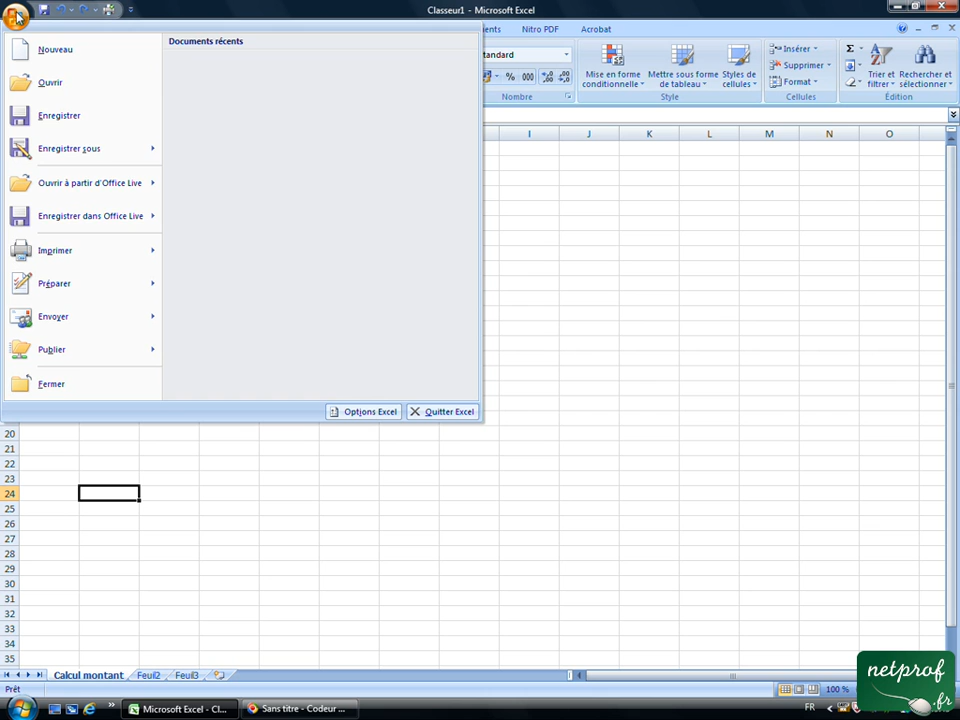 Classeur1 - Microsoft Excel
Nitro PDF
Acrobat
Documents récents
Nouveau
Ouvrir
Enregistrer
Enregistrer sous
Ouvrir à partir d'Office Live
Enregistrer dans Office Live
Imprimer
Préparer
Envoyer
Publier
Fermer
Options Excel
Quitter Excel
% 000
Nombre
Mise en forme conditionnelle
Mettre sous forme de tableau
Styles de cellules
Style
Insérer
Supprimer
Format
Cellules
Σ
Trier et filtrer
Rechercher et sélectionner
Édition
I J K L M N O
20
21
22
23
24
25
26
27
28
29
30
31
32
33
34
35
Calcul montant Feuil2 Feuil3
Prêt
100 %
netprof
.fr
Microsoft Excel - Cl...
Sans titre - Codeur ...
FR